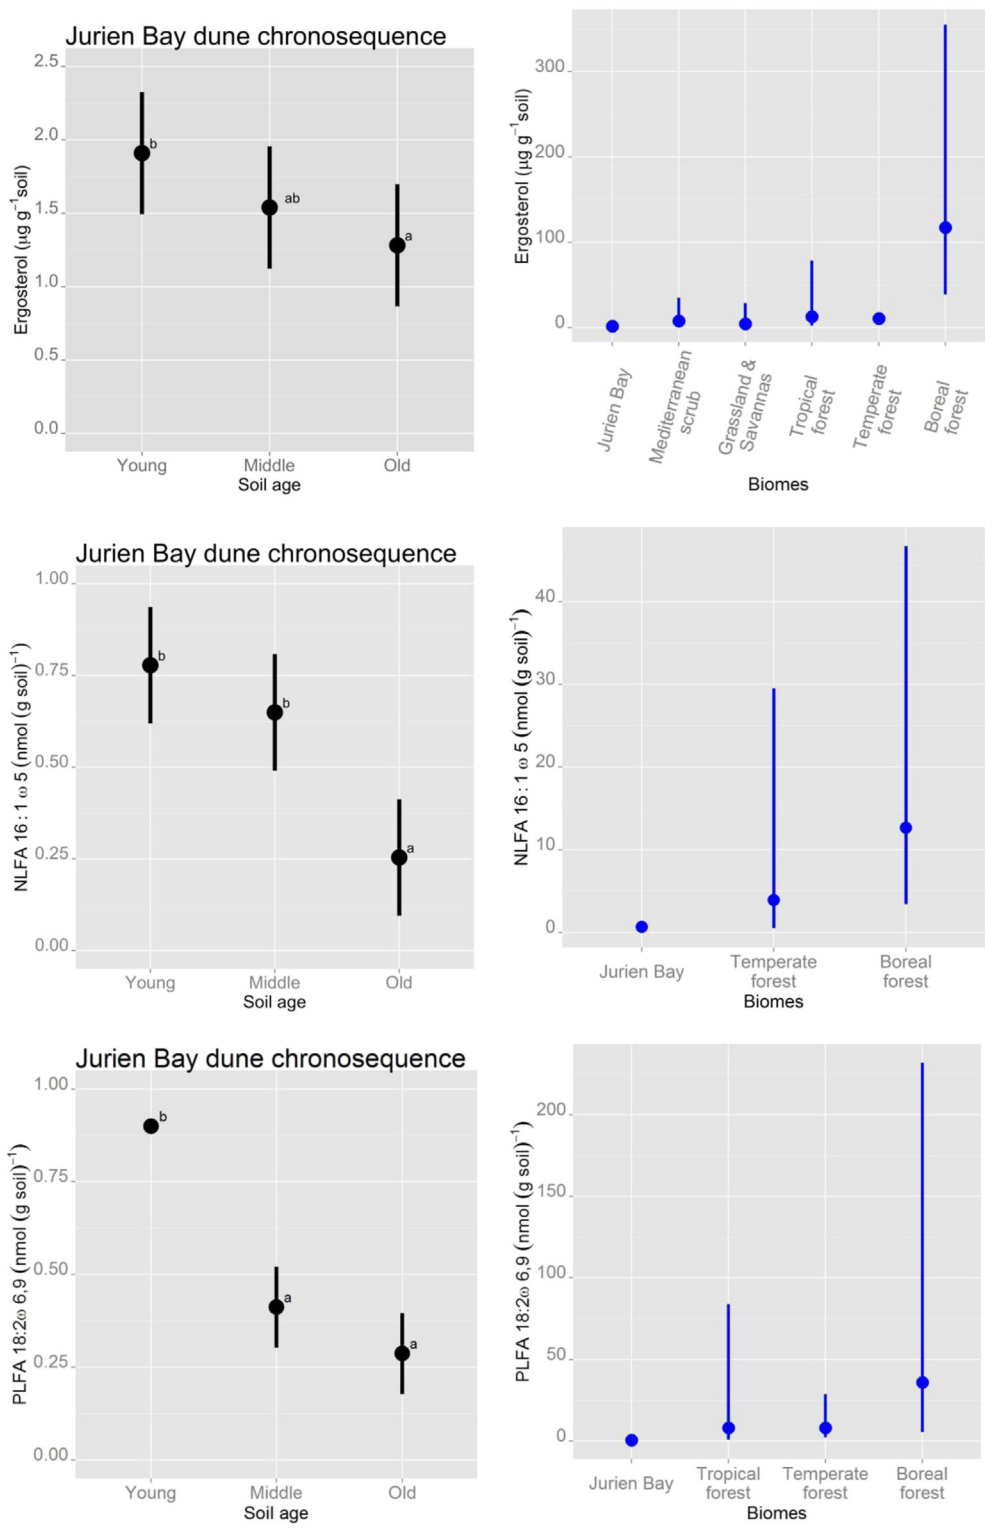 Jurien Bay dune chronosequence
Ergosterol (μg g⁻¹soil)
2.5
2.0
1.5
1.0
0.5
0.0
b
ab
a
Young Middle Old
Soil age
Ergosterol (μg g⁻¹soil)
300
200
100
0
Jurien Bay
Mediterranean
scrub
Grassland &
Savannas
Tropical
forest
Temperate
forest
Boreal
forest
Biomes
Jurien Bay dune chronosequence
NLFA 16 : 1 ω 5 (nmol (g soil)⁻¹)
1.00
0.75
0.50
0.25
0.00
b
b
a
Young Middle Old
Soil age
NLFA 16 : 1 ω 5 (nmol (g soil)⁻¹)
40
30
20
10
0
Jurien Bay
Temperate
forest
Boreal
forest
Biomes
Jurien Bay dune chronosequence
PLFA 18:2ω 6,9 (nmol (g soil)⁻¹)
1.00
0.75
0.50
0.25
0.00
b
a
a
Young Middle Old
Soil age
PLFA 18:2ω 6,9 (nmol (g soil)⁻¹)
200
150
100
50
0
Jurien Bay
Tropical
forest
Temperate
forest
Boreal
forest
Biomes